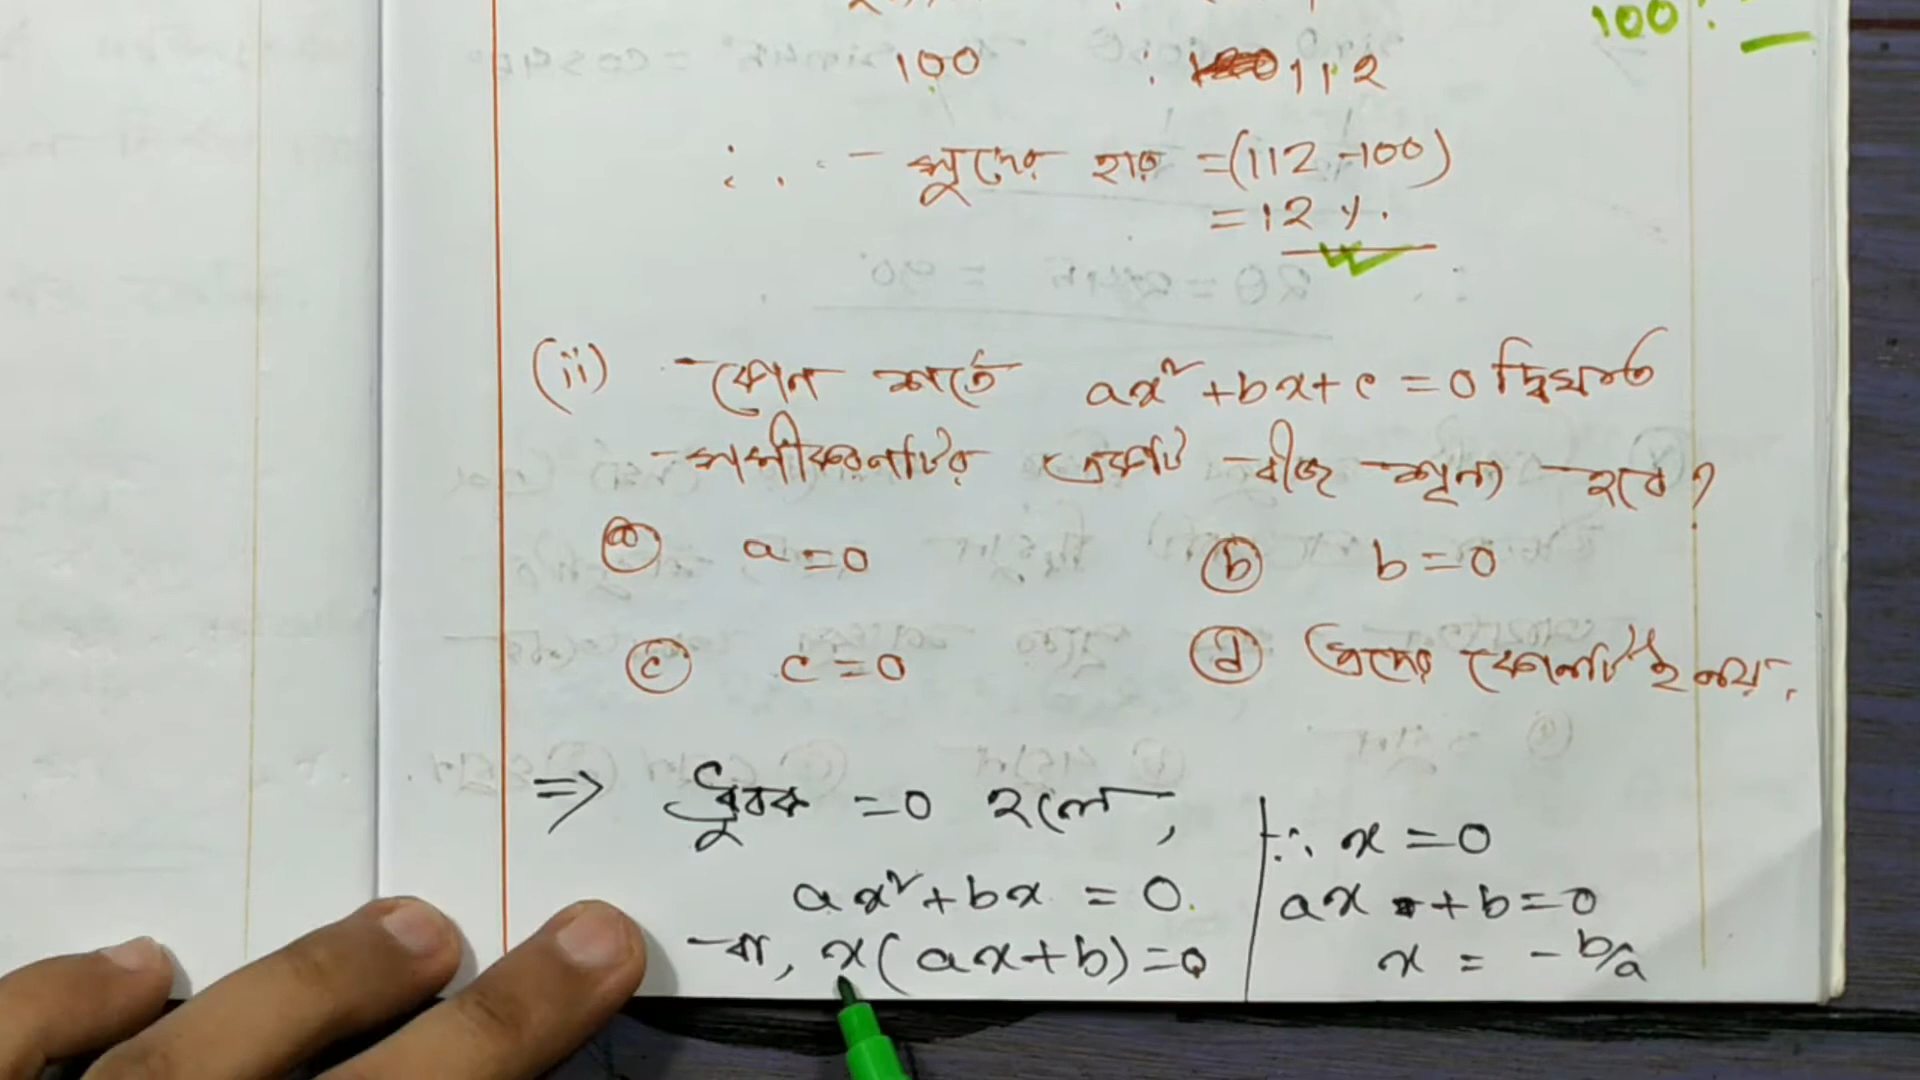 100 :
100 : 112
∴ সুদের হার = (112 - 100)
= 12 %.
(ii) কোন শর্তে ax² + bx + c = 0 দ্বিঘাত
সমীকরণটির একটি বীজ শূন্য হবে?
ⓐ a = 0 ⓑ b = 0
ⓒ c = 0 ⓓ এদের কোনোটিই নয়.
⇒ ধ্রুবক = 0 হলে,
ax² + bx = 0.
বা, x(ax + b) = 0
∴ x = 0
ax + b = 0
x = - b/a